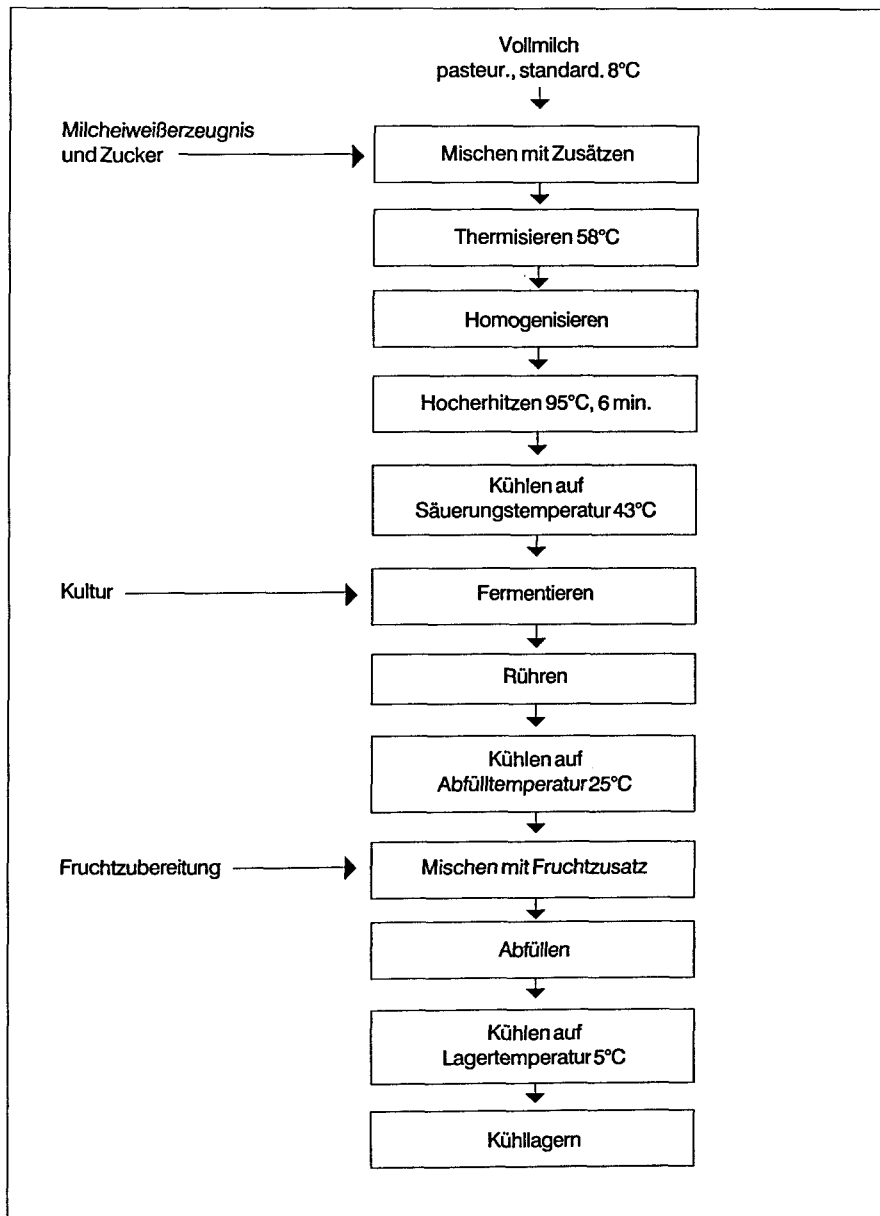 Vollmilch
pasteur., standard. 8°C
Milcheiweißerzeugnis
und Zucker
Mischen mit Zusätzen
Thermisieren 58°C
Homogenisieren
Hocherhitzen 95°C, 6 min.
Kühlen auf
Säuerungstemperatur 43°C
Kultur
Fermentieren
Rühren
Kühlen auf
Abfülltemperatur 25°C
Fruchtzubereitung
Mischen mit Fruchtzusatz
Abfüllen
Kühlen auf
Lagertemperatur 5°C
Kühllagern